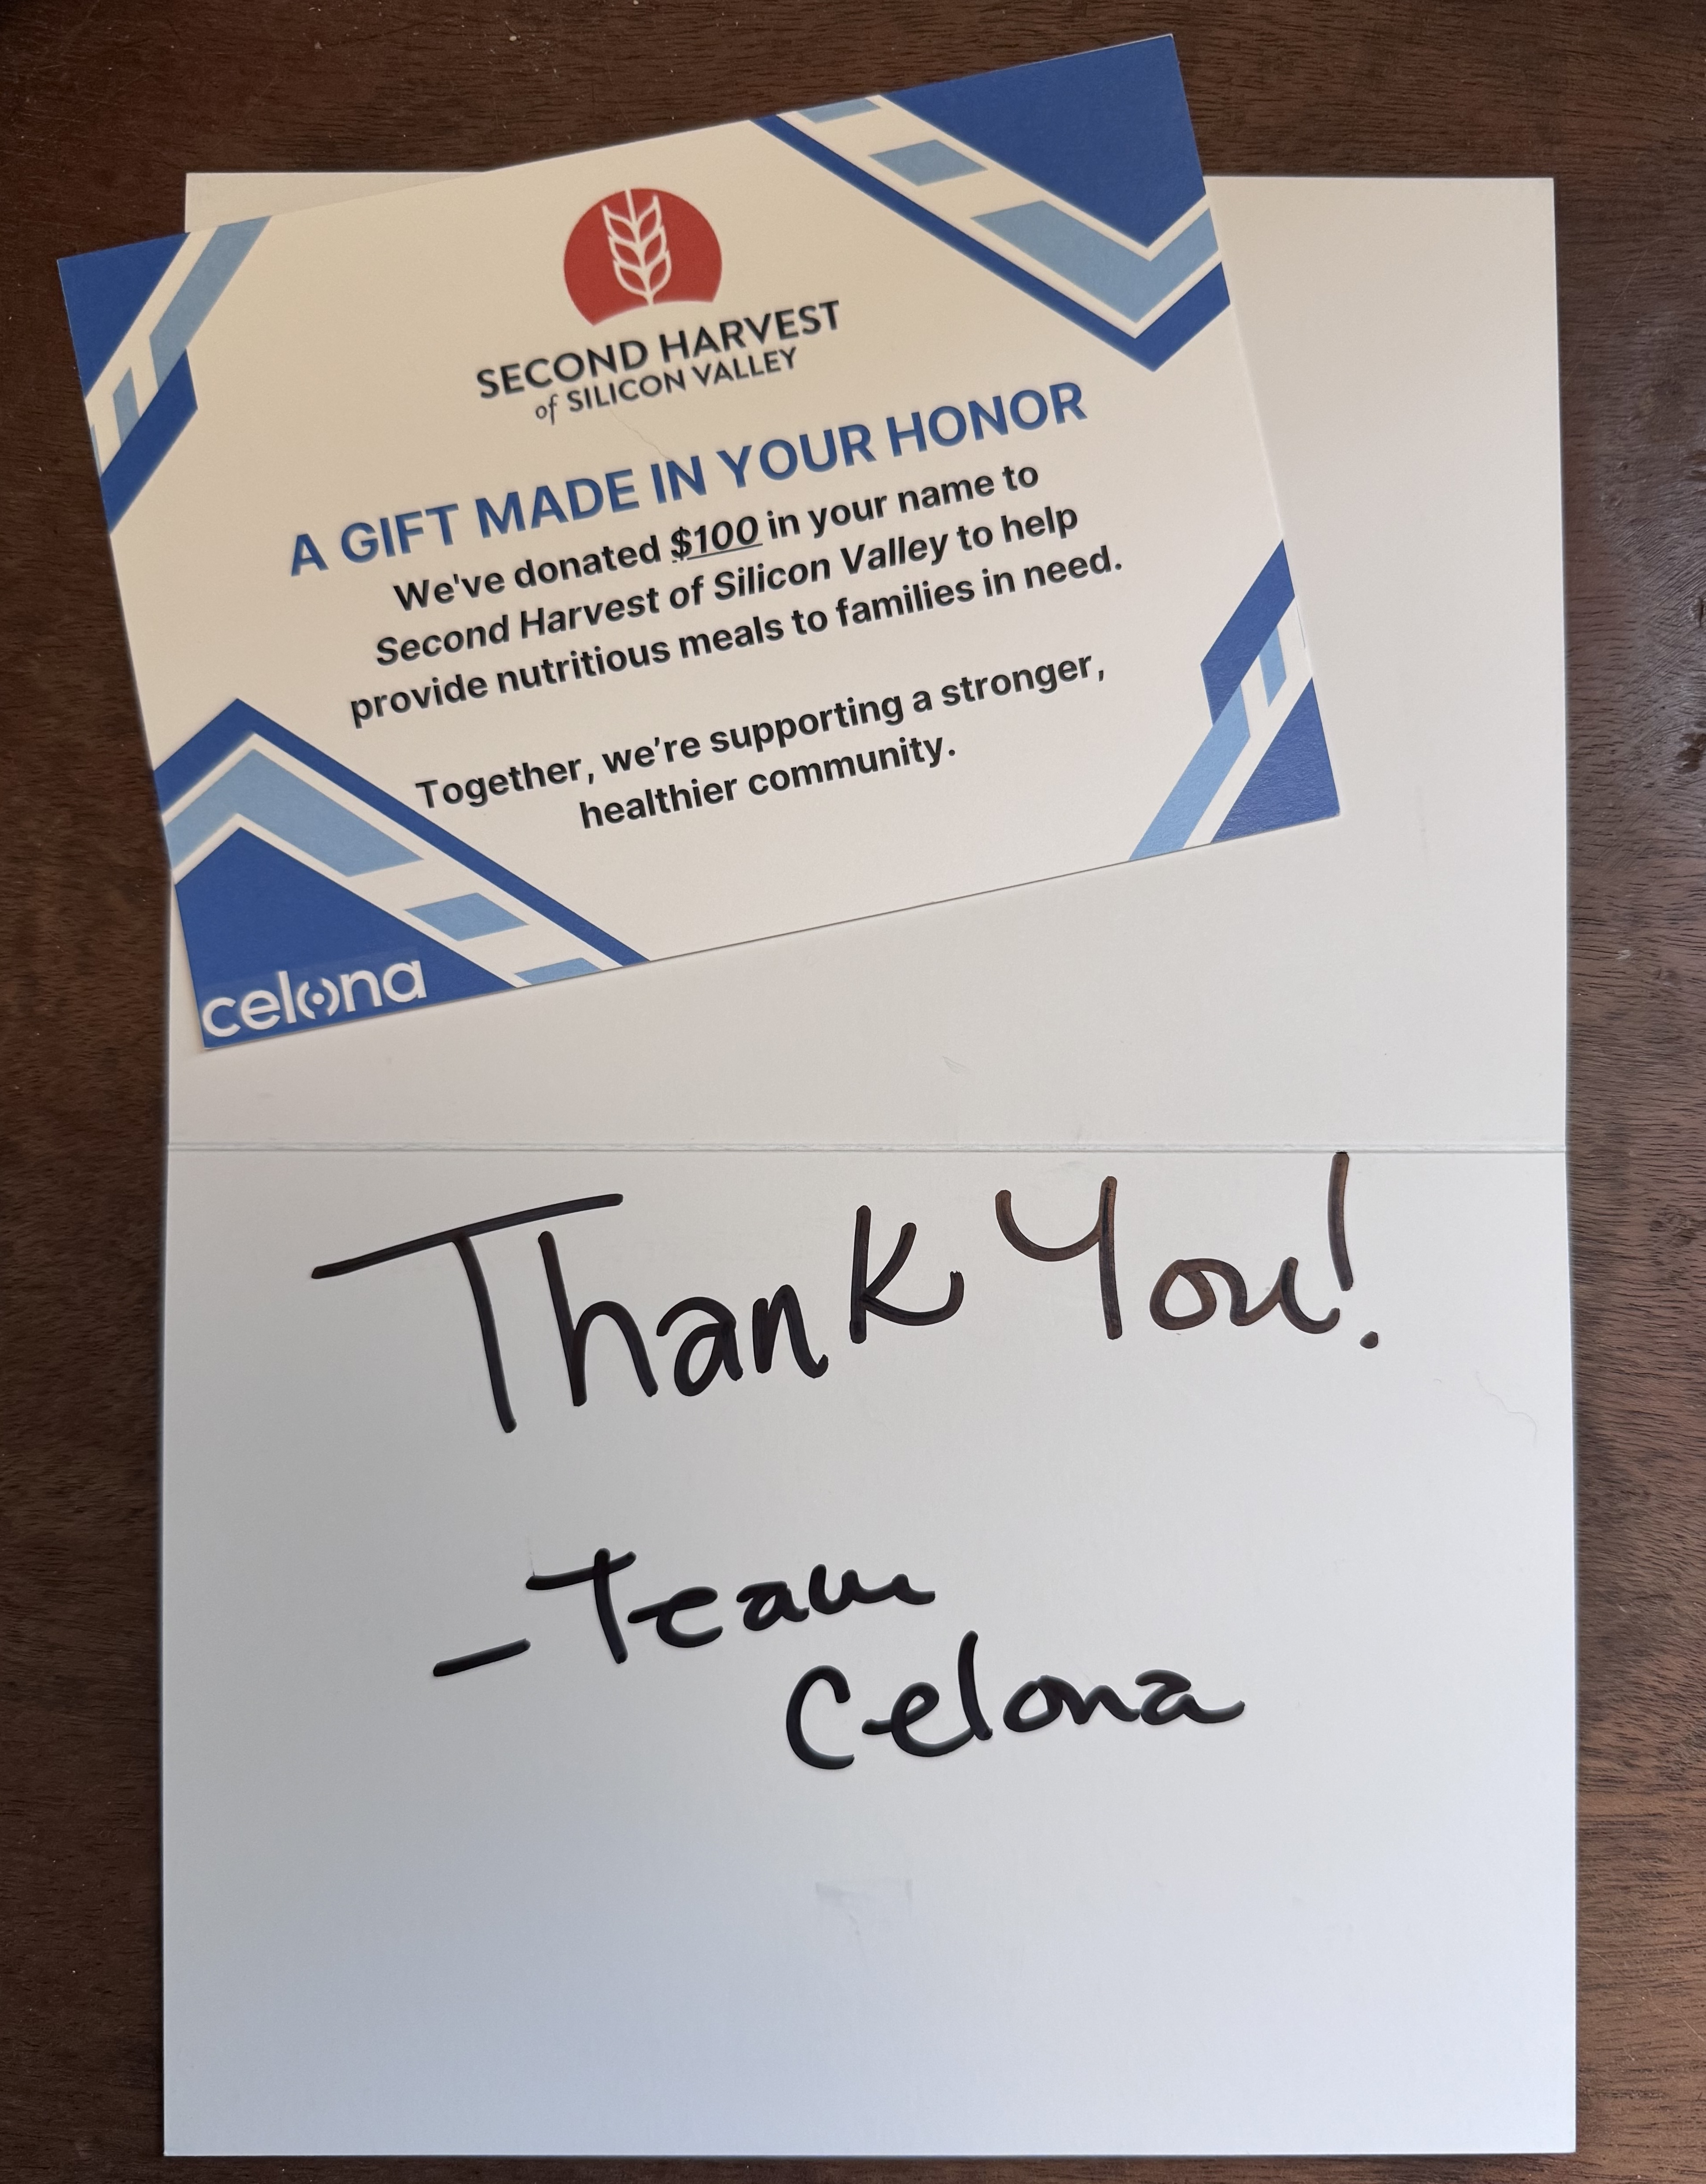 SECOND HARVEST
of SILICON VALLEY
A GIFT MADE IN YOUR HONOR
We've donated $100 in your name to
Second Harvest of Silicon Valley to help
provide nutritious meals to families in need.
Together, we're supporting a stronger,
healthier community.
celona
Thank You!
- Team
Celona